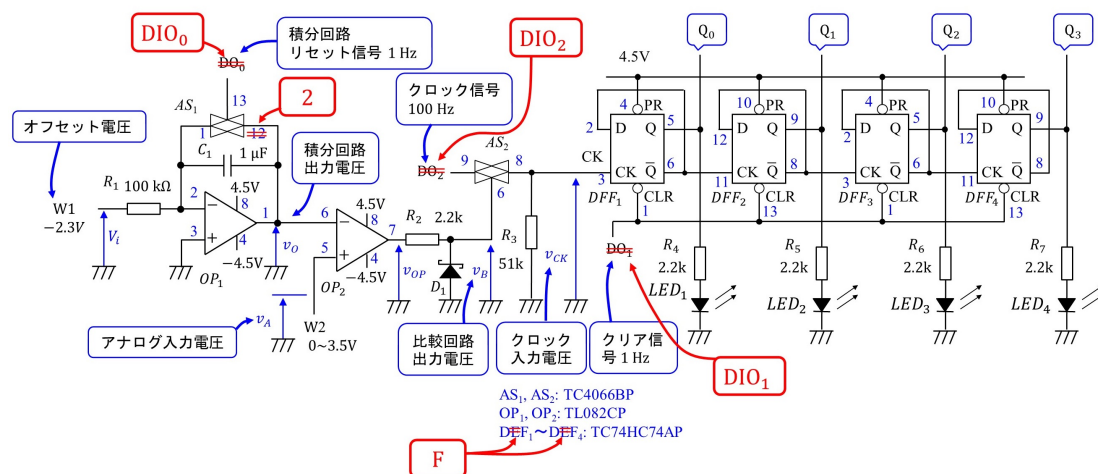 DIO₀
積分回路
リセット信号 1 Hz
DO₀
DIO₂
クロック信号
100 Hz
DO₂
2
オフセット電圧
AS₁
13
1
12
C₁
1 μF
積分回路
出力電圧
R₁ 100 kΩ
W1
−2.3V
Vᵢ
2
3
4.5V
8
1
4
−4.5V
OP₁
v_O
6
5
4.5V
8
7
4
−4.5V
OP₂
v_A
アナログ入力電圧
W2
0~3.5V
R₂
2.2k
v_OP
D₁
v_B
比較回路
出力電圧
AS₂
9
8
6
R₃
51k
v_CK
クロック
入力電圧
4.5V
CK
Q₀
Q₁
Q₂
Q₃
4
PR
2
D
Q
5
6
CK
Q̅
3
CLR
DFF₁
1
10
PR
12
D
Q
9
8
CK
Q̅
11
CLR
DFF₂
13
4
PR
2
D
Q
5
6
CK
Q̅
3
CLR
DFF₃
1
10
PR
12
D
Q
9
8
CK
Q̅
11
CLR
DFF₄
13
DO₁
クリア信
号 1 Hz
DIO₁
R₄
2.2k
LED₁
R₅
2.2k
LED₂
R₆
2.2k
LED₃
R₇
2.2k
LED₄
AS₁, AS₂: TC4066BP
OP₁, OP₂: TL082CP
DEF₁～DEF₄: TC74HC74AP
F